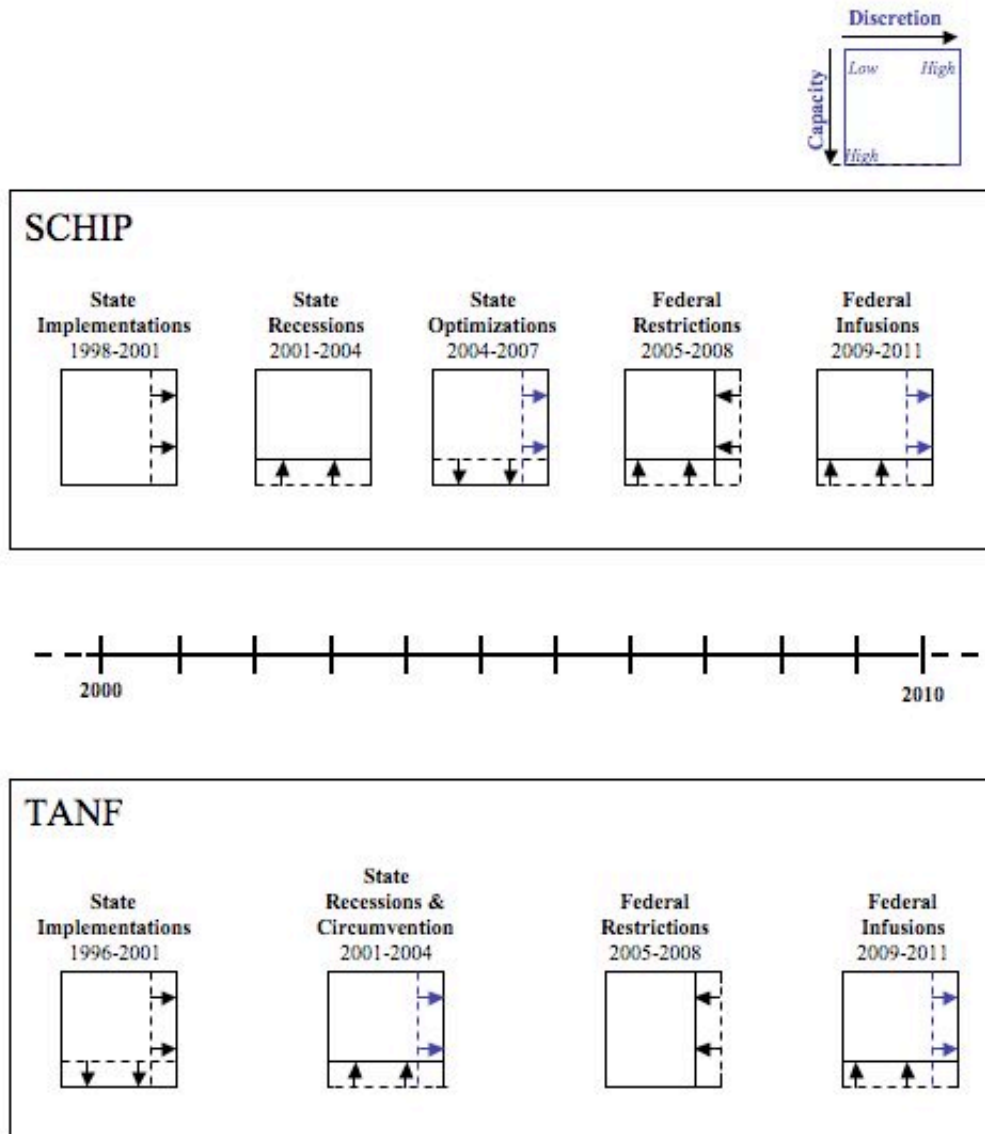 Discretion
Low High
Capacity
High
SCHIP
State
Implementations
1998-2001
State
Recessions
2001-2004
State
Optimizations
2004-2007
Federal
Restrictions
2005-2008
Federal
Infusions
2009-2011
2000
2010
TANF
State
Implementations
1996-2001
State
Recessions &
Circumvention
2001-2004
Federal
Restrictions
2005-2008
Federal
Infusions
2009-2011